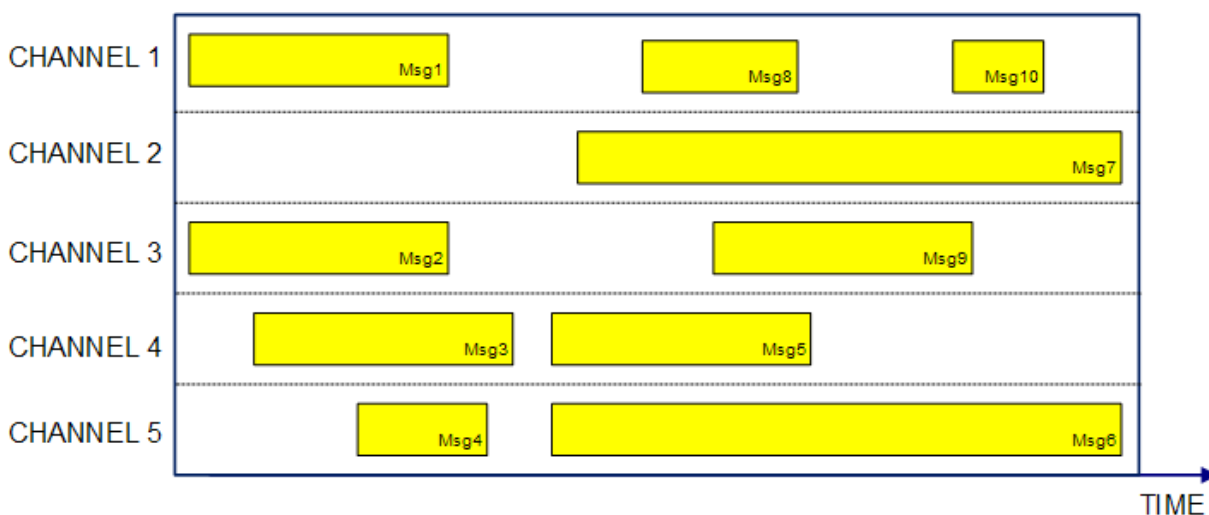 CHANNEL 1
Msg1
Msg8
Msg10
CHANNEL 2
Msg7
CHANNEL 3
Msg2
Msg9
CHANNEL 4
Msg3
Msg5
CHANNEL 5
Msg4
Msg6
TIME